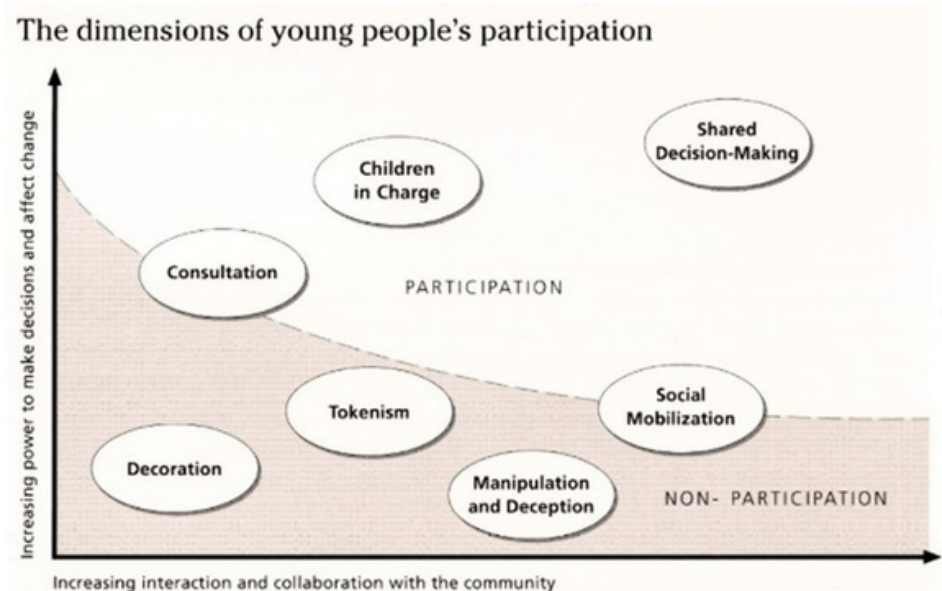 The dimensions of young people's participation
Increasing power to make decisions and affect change
Shared
Decision-Making
Children
in Charge
Consultation
PARTICIPATION
Social
Mobilization
Tokenism
Decoration
Manipulation
and Deception
NON- PARTICIPATION
Increasing interaction and collaboration with the community